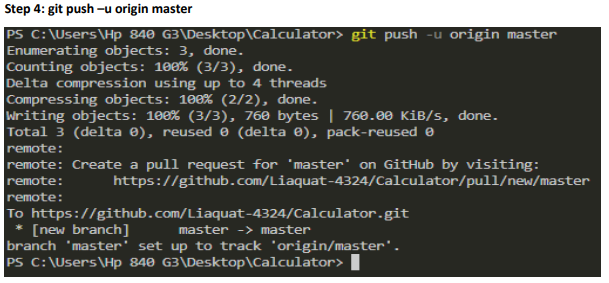 Step 4: git push –u origin master
PS C:\Users\Hp 840 G3\Desktop\Calculator> git push -u origin master
Enumerating objects: 3, done.
Counting objects: 100% (3/3), done.
Delta compression using up to 4 threads
Compressing objects: 100% (2/2), done.
Writing objects: 100% (3/3), 760 bytes | 760.00 KiB/s, done.
Total 3 (delta 0), reused 0 (delta 0), pack-reused 0
remote:
remote: Create a pull request for 'master' on GitHub by visiting:
remote:      https://github.com/Liaquat-4324/Calculator/pull/new/master
remote:
To https://github.com/Liaquat-4324/Calculator.git
 * [new branch]      master -> master
branch 'master' set up to track 'origin/master'.
PS C:\Users\Hp 840 G3\Desktop\Calculator>